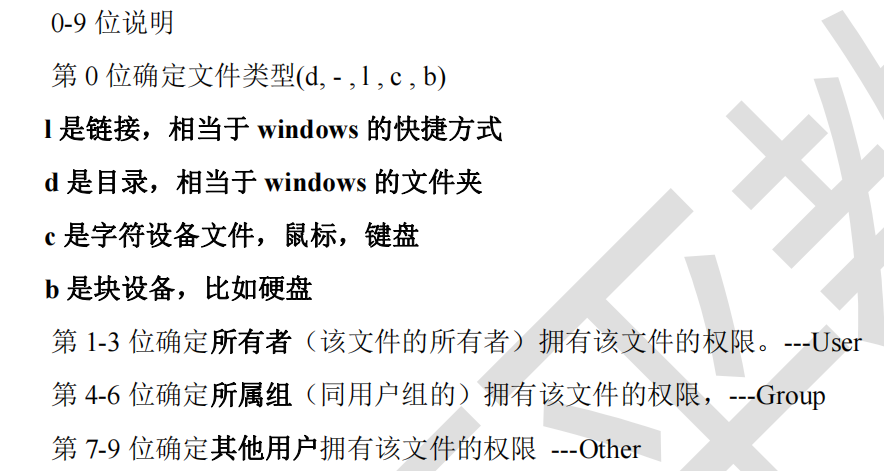 0-9 位说明
第 0 位确定文件类型(d, - , l , c , b)
l 是链接，相当于 windows 的快捷方式
d 是目录，相当于 windows 的文件夹
c 是字符设备文件，鼠标，键盘
b 是块设备，比如硬盘
第 1-3 位确定所有者（该文件的所有者）拥有该文件的权限。---User
第 4-6 位确定所属组（同用户组的）拥有该文件的权限，---Group
第 7-9 位确定其他用户拥有该文件的权限 ---Other